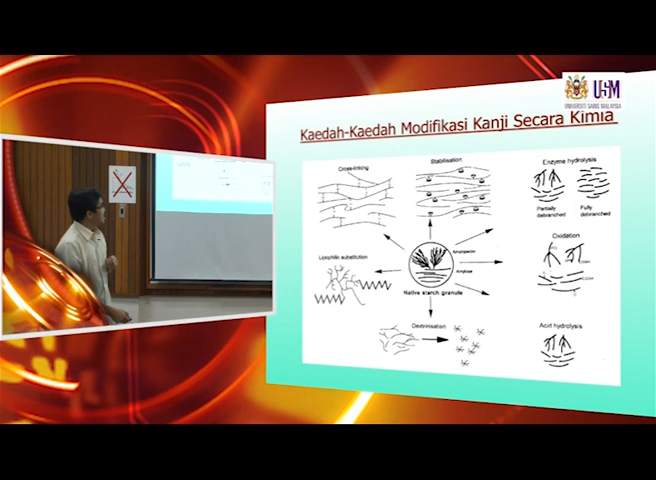 USM
UNIVERSITI SAINS MALAYSIA
Kaedah-Kaedah Modifikasi Kanji Secara Kimia
Cross-linking
Stabilisation
Enzyme hydrolysis
Partially debranched
Fully debranched
Lipophilic substitution
Amylopectin
Amylose
Native starch granule
Oxidation
COOH
Dextrinisation
Acid hydrolysis